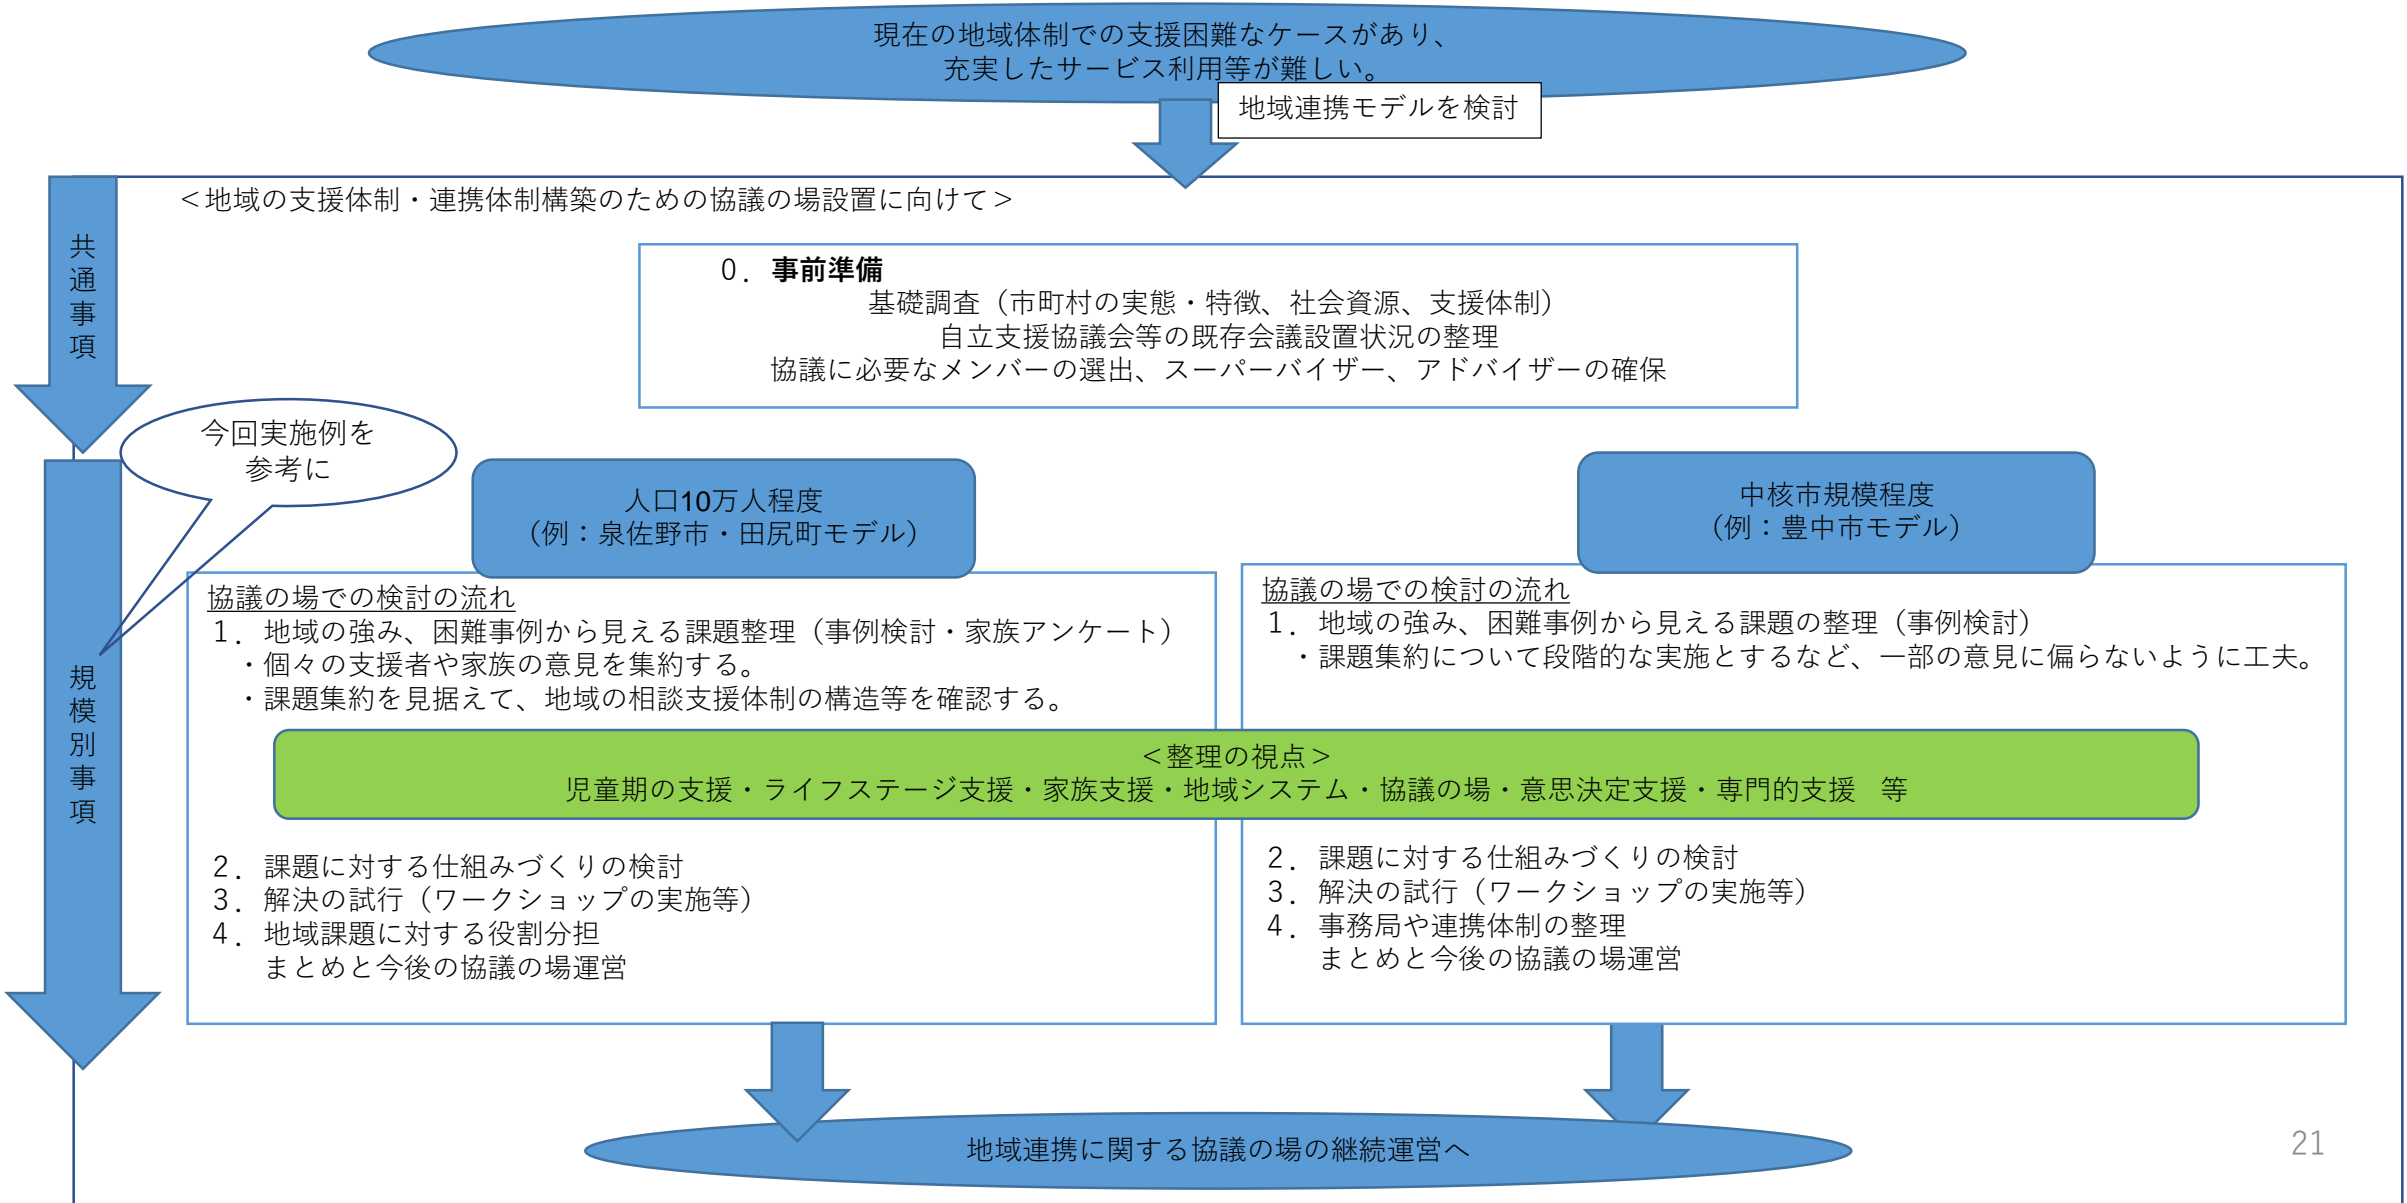 現在の地域体制での支援困難なケースがあり、
充実したサービス利用等が難しい。
地域連携モデルを検討
共通事項
＜地域の支援体制・連携体制構築のための協議の場設置に向けて＞
０．事前準備
基礎調査（市町村の実態・特徴、社会資源、支援体制）
自立支援協議会等の既存会議設置状況の整理
協議に必要なメンバーの選出、スーパーバイザー、アドバイザーの確保
今回実施例を
参考に
規模別事項
人口10万人程度
（例：泉佐野市・田尻町モデル）
協議の場での検討の流れ
１．地域の強み、困難事例から見える課題整理（事例検討・家族アンケート）
・個々の支援者や家族の意見を集約する。
・課題集約を見据えて、地域の相談支援体制の構造等を確認する。
中核市規模程度
（例：豊中市モデル）
協議の場での検討の流れ
１．地域の強み、困難事例から見える課題の整理（事例検討）
・課題集約について段階的な実施とするなど、一部の意見に偏らないように工夫。
＜整理の視点＞
児童期の支援・ライフステージ支援・家族支援・地域システム・協議の場・意思決定支援・専門的支援　等
２．課題に対する仕組みづくりの検討
３．解決の試行（ワークショップの実施等）
４．地域課題に対する役割分担
まとめと今後の協議の場運営
２．課題に対する仕組みづくりの検討
３．解決の試行（ワークショップの実施等）
４．事務局や連携体制の整理
まとめと今後の協議の場運営
地域連携に関する協議の場の継続運営へ
21